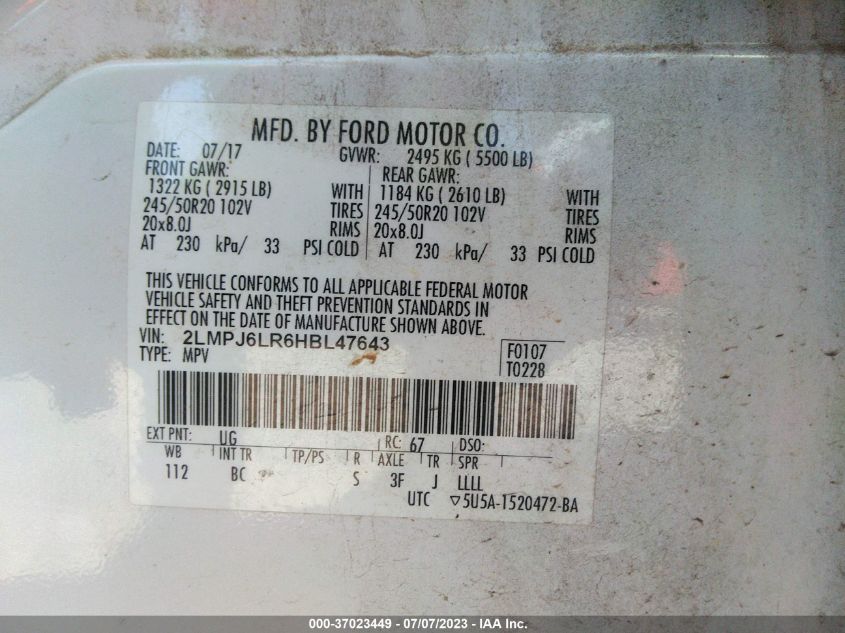 MFD. BY FORD MOTOR CO.
DATE: 07/17 GVWR: 2495 KG ( 5500 LB)
FRONT GAWR: REAR GAWR:
1322 KG ( 2915 LB) WITH 1184 KG ( 2610 LB) WITH
245/50R20 102V TIRES 245/50R20 102V TIRES
20x8.0J RIMS 20x8.0J RIMS
AT 230 kPa/ 33 PSI COLD AT 230 kPa/ 33 PSI COLD
THIS VEHICLE CONFORMS TO ALL APPLICABLE FEDERAL MOTOR
VEHICLE SAFETY AND THEFT PREVENTION STANDARDS IN
EFFECT ON THE DATE OF MANUFACTURE SHOWN ABOVE.
VIN: 2LMPJ6LR6HBL47643 F0107
TYPE: MPV T0228
EXT PNT: UG RC: 67 DSO:
WB INT TR TP/PS R AXLE TR SPR
112 BC S 3F J LLLL
UTC ▽5U5A-1520472-BA
000-37023449 - 07/07/2023 - IAA Inc.